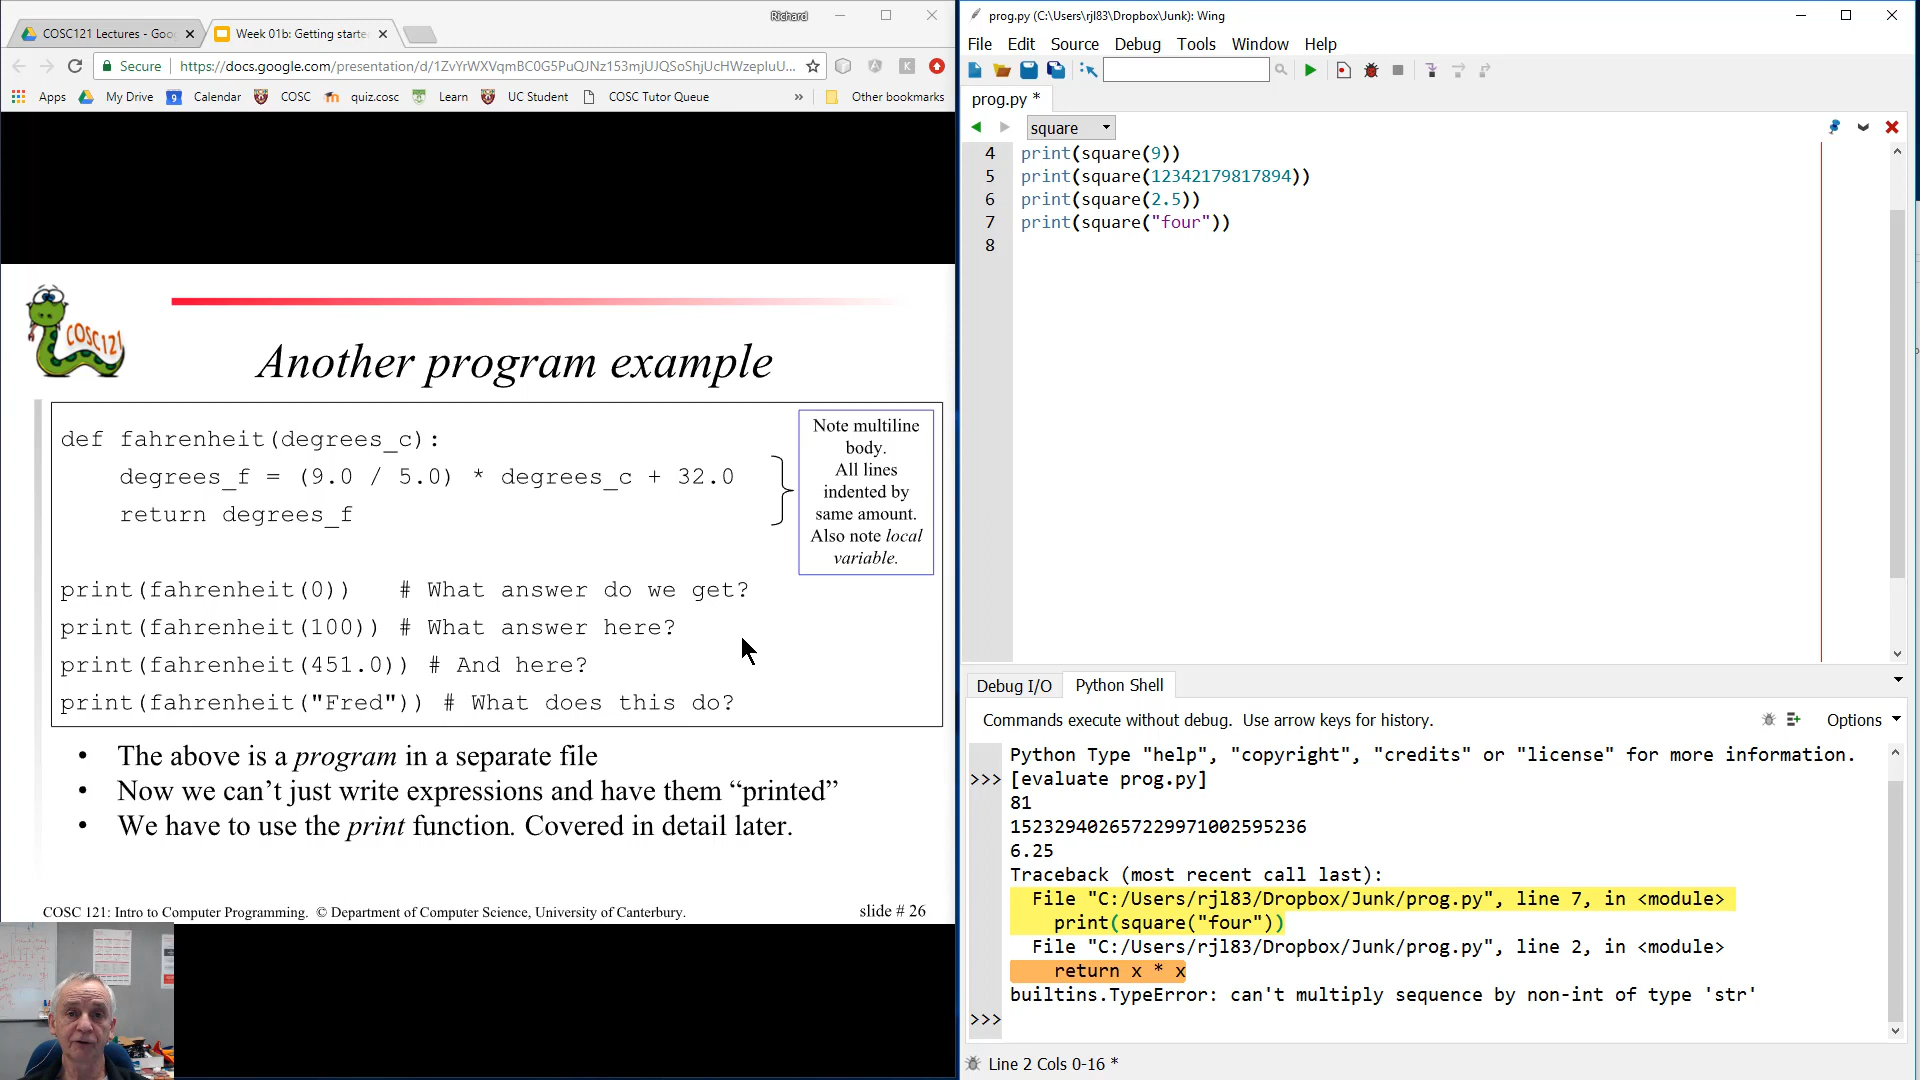 Richard
COSC121 Lectures - Goo
Week 01b: Getting starte
Secure
https://docs.google.com/presentation/d/1ZvYrWXVqmBC0G5PuQJNz153mjUJQSoShjUcHWzepluU...
Apps
My Drive
Calendar
COSC
quiz.cosc
Learn
UC Student
COSC Tutor Queue
»
Other bookmarks
COSC121
Another program example
def fahrenheit(degrees_c):
degrees_f = (9.0 / 5.0) * degrees_c + 32.0
return degrees_f
Note multiline
body.
All lines
indented by
same amount.
Also note local
variable.
print(fahrenheit(0)) # What answer do we get?
print(fahrenheit(100)) # What answer here?
print(fahrenheit(451.0)) # And here?
print(fahrenheit("Fred")) # What does this do?
• The above is a program in a separate file
• Now we can’t just write expressions and have them “printed”
• We have to use the print function. Covered in detail later.
COSC 121: Intro to Computer Programming. © Department of Computer Science, University of Canterbury.
slide # 26
prog.py (C:\Users\rjl83\Dropbox\Junk): Wing
File Edit Source Debug Tools Window Help
prog.py *
square
4 print(square(9))
5 print(square(12342179817894))
6 print(square(2.5))
7 print(square("four"))
8
Debug I/O
Python Shell
Commands execute without debug. Use arrow keys for history.
Options
Python Type "help", "copyright", "credits" or "license" for more information.
>>> [evaluate prog.py]
81
152329402657229971002595236
6.25
Traceback (most recent call last):
File "C:/Users/rjl83/Dropbox/Junk/prog.py", line 7, in <module>
print(square("four"))
File "C:/Users/rjl83/Dropbox/Junk/prog.py", line 2, in <module>
return x * x
builtins.TypeError: can't multiply sequence by non-int of type 'str'
>>>
Line 2 Cols 0-16 *